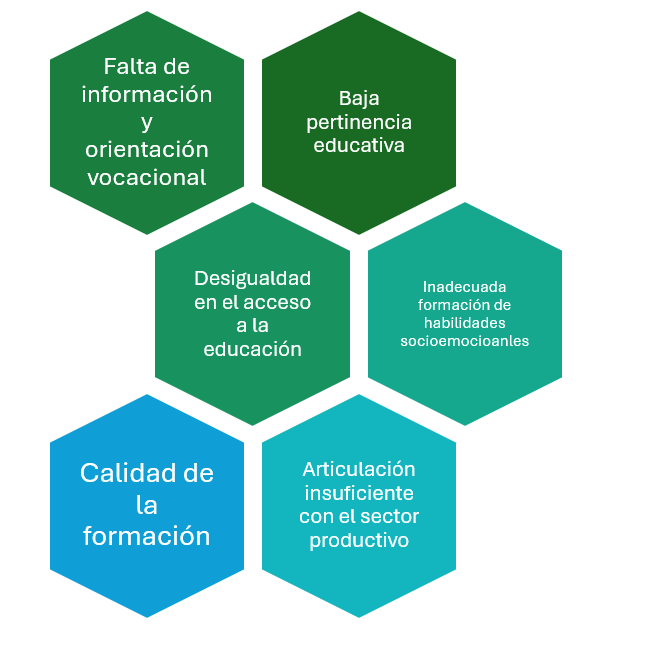 Falta de
información
y
orientación
vocacional
Baja
pertinencia
educativa
Desigualdad
en el acceso
a la
educación
Inadecuada
formación de
habilidades
socioemocioanles
Calidad de
la
formación
Articulación
insuficiente
con el sector
productivo